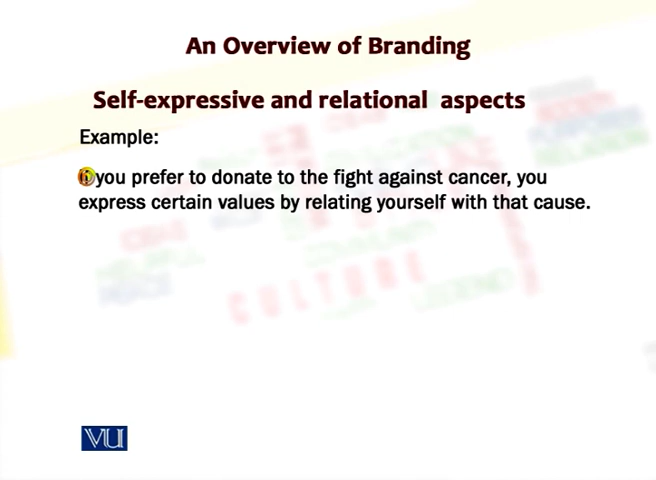 An Overview of Branding
Self-expressive and relational aspects
Example:
you prefer to donate to the fight against cancer, you
express certain values by relating yourself with that cause.
CULTURE
VU